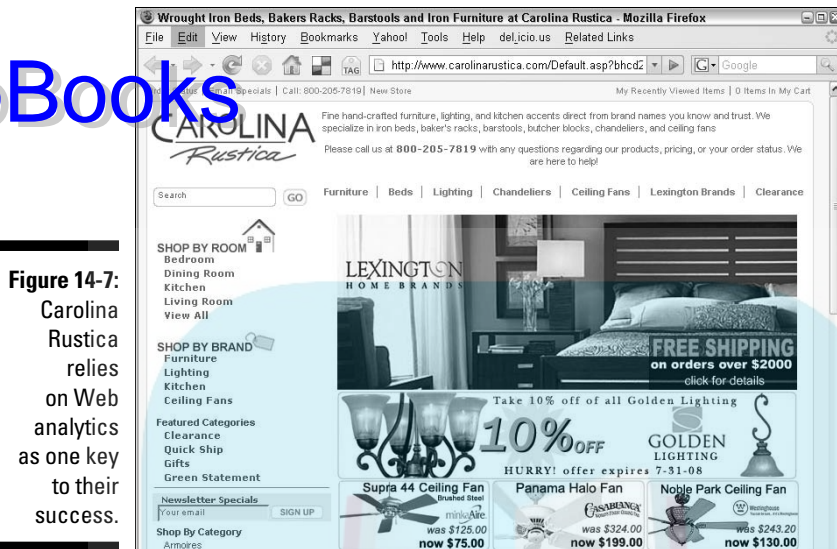 Wrought Iron Beds, Bakers Racks, Barstools and Iron Furniture at Carolina Rustica - Mozilla Firefox
File Edit View History Bookmarks Yahoo! Tools Help del.icio.us Related Links
TAG http://www.carolinarustica.com/Default.asp?bhcd2 G Google
Books
Specials | Call: 800-205-7819 | New Store
My Recently Viewed Items | 0 Items In My Cart
CAROLINA
Rustica
Fine hand-crafted furniture, lighting, and kitchen accents direct from brand names you know and trust. We
specialize in iron beds, baker's racks, barstools, butcher blocks, chandeliers, and ceiling fans
Please call us at 800-205-7819 with any questions regarding our products, pricing, or your order status. We
are here to help!
Search GO
Furniture | Beds | Lighting | Chandeliers | Ceiling Fans | Lexington Brands | Clearance
SHOP BY ROOM
Bedroom
Dining Room
Kitchen
Living Room
View All
SHOP BY BRAND
Furniture
Lighting
Kitchen
Ceiling Fans
Featured Categories
Clearance
Quick Ship
Gifts
Green Statement
Newsletter Specials
Your email SIGN UP
Shop By Category
Armoires
LEXINGTON
HOME BRANDS
FREE SHIPPING
on orders over $2000
click for details
Take 10% off of all Golden Lighting
10% OFF
GOLDEN
LIGHTING
HURRY! offer expires 7-31-08
Supra 44 Ceiling Fan
Brushed Steel
minkaAire
was $125.00
now $75.00
Panama Halo Fan
CASABLANCA
was $324.00
now $199.00
Noble Park Ceiling Fan
Westinghouse
was $243.20
now $130.00
Figure 14-7:
Carolina
Rustica
relies
on Web
analytics
as one key
to their
success.